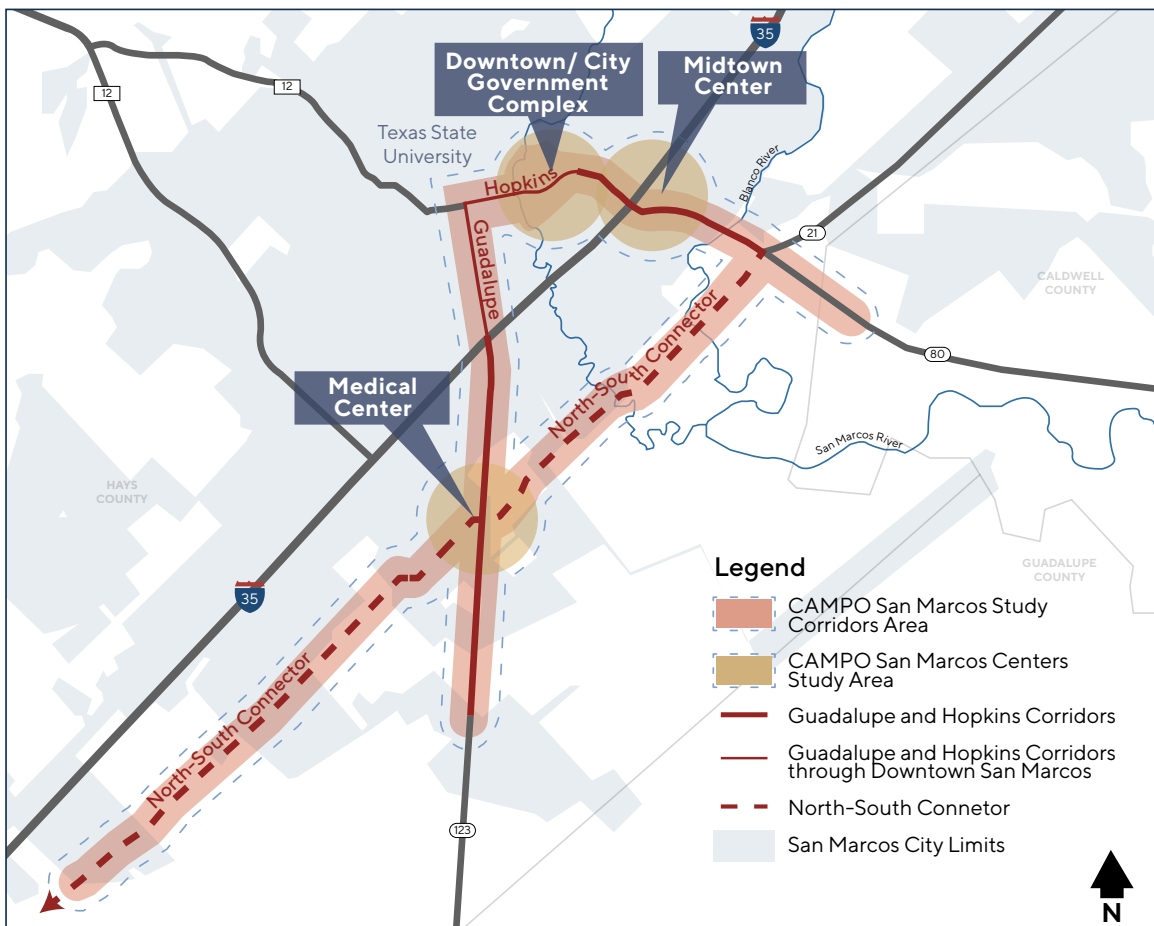 35
Downtown/ City
Government
Complex
Midtown
Center
12
12
Texas State
University
Hopkins
Blanco River
Guadalupe
21
CALDWELL
COUNTY
North-South Connector
80
Medical
Center
San Marcos River
HAYS
COUNTY
35
North-South Connector
123
GUADALUPE
COUNTY
Legend
CAMPO San Marcos Study
Corridors Area
CAMPO San Marcos Centers
Study Area
Guadalupe and Hopkins Corridors
Guadalupe and Hopkins Corridors
through Downtown San Marcos
North-South Connetor
San Marcos City Limits
N